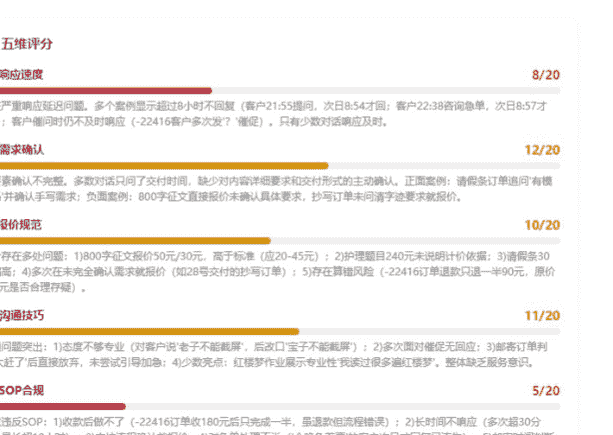 五维评分
响应速度 8/20
严重响应延迟问题。多个案例显示超过8小时不回复（客户21:55提问，次日8:54才回；客户22:38咨询急单，次日8:57才
；客户催问时仍不及时响应（-22416客户多次发'？'催促）。只有少数对话响应及时。
需求确认 12/20
素确认不完整。多数对话只问了交付时间，缺少对内容详细要求和交付形式的主动确认。正面案例：请假条订单追问'有模
并确认手写需求；负面案例：800字征文直接报价未确认具体要求，抄写订单未问清字迹要求就报价。
报价规范 10/20
存在多处问题：1)800字征文报价50元/30元，高于标准（应20-45元）；2)护理题目240元未说明计价依据；3)请假条30
高；4)多次在未完全确认需求就报价（如28号交付的抄写订单）；5)存在算错风险（-22416订单退款只退一半90元，原价
元是否合理存疑）。
沟通技巧 11/20
问题突出：1)态度不够专业（对客户说'老子不能截屏'，后改口'宝子不能截屏'）；2)多次面对催促无回应；3)邮寄订单判
大赶了'后直接放弃，未尝试引导加急；4)少数亮点：红楼梦作业展示专业性'我读过很多遍红楼梦'。整体缺乏服务意识。
SOP合规 5/20
违反SOP：1)收款后做不了（-22416订单收180元后只完成一半，虽退款但流程错误）；2)长时间不响应（多次超30分